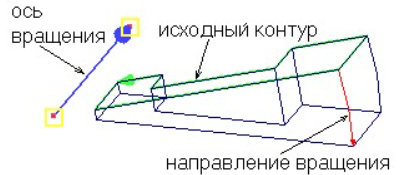 ось
вращения
исходный контур
направление вращения